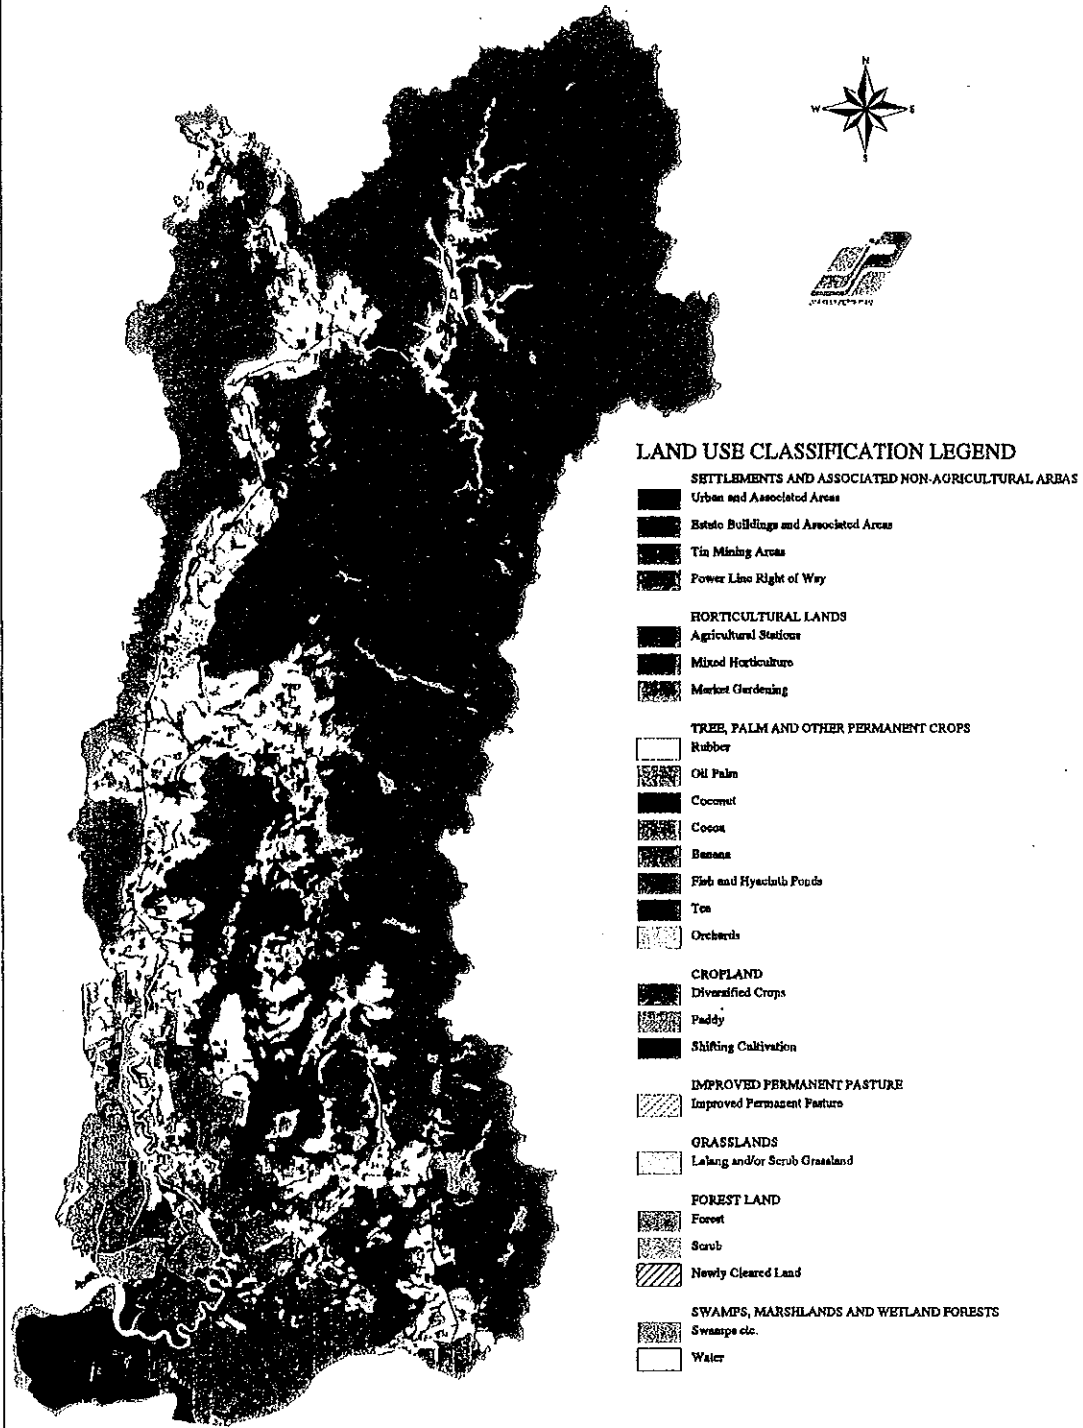 N
W
S
LAND USE CLASSIFICATION LEGEND
SETTLEMENTS AND ASSOCIATED NON-AGRICULTURAL AREAS
Urban and Associated Areas
Estate Buildings and Associated Areas
Tin Mining Areas
Power Line Right of Way
HORTICULTURAL LANDS
Agricultural Stations
Mixed Horticulture
Market Gardening
TREE, PALM AND OTHER PERMANENT CROPS
Rubber
Oil Palm
Coconut
Cocoa
Banana
Fish and Hyacinth Ponds
Tea
Orchards
CROPLAND
Diversified Crops
Paddy
Shifting Cultivation
IMPROVED PERMANENT PASTURE
Improved Permanent Pasture
GRASSLANDS
Lalang and/or Scrub Grassland
FOREST LAND
Forest
Scrub
Newly Cleared Land
SWAMPS, MARSHLANDS AND WETLAND FORESTS
Swamps etc.
Water